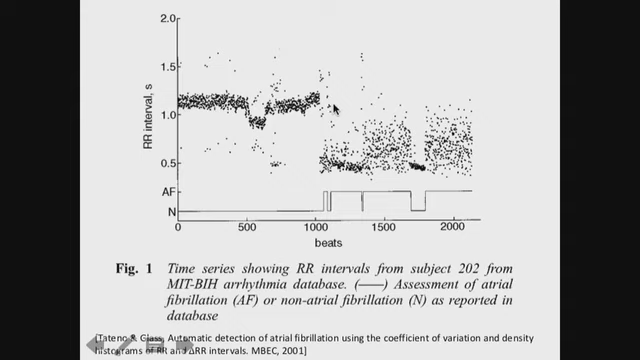 2.0
1.5
1.0
0.5
RR interval, s
AF
N
0 500 1000 1500 2000
beats
Fig. 1 Time series showing RR intervals from subject 202 from
MIT-BIH arrhythmia database. (——) Assessment of atrial
fibrillation (AF) or non-atrial fibrillation (N) as reported in
database
[Tateno & Glass, Automatic detection of atrial fibrillation using the coefficient of variation and density
histograms of RR and ΔRR intervals. MBEC, 2001]